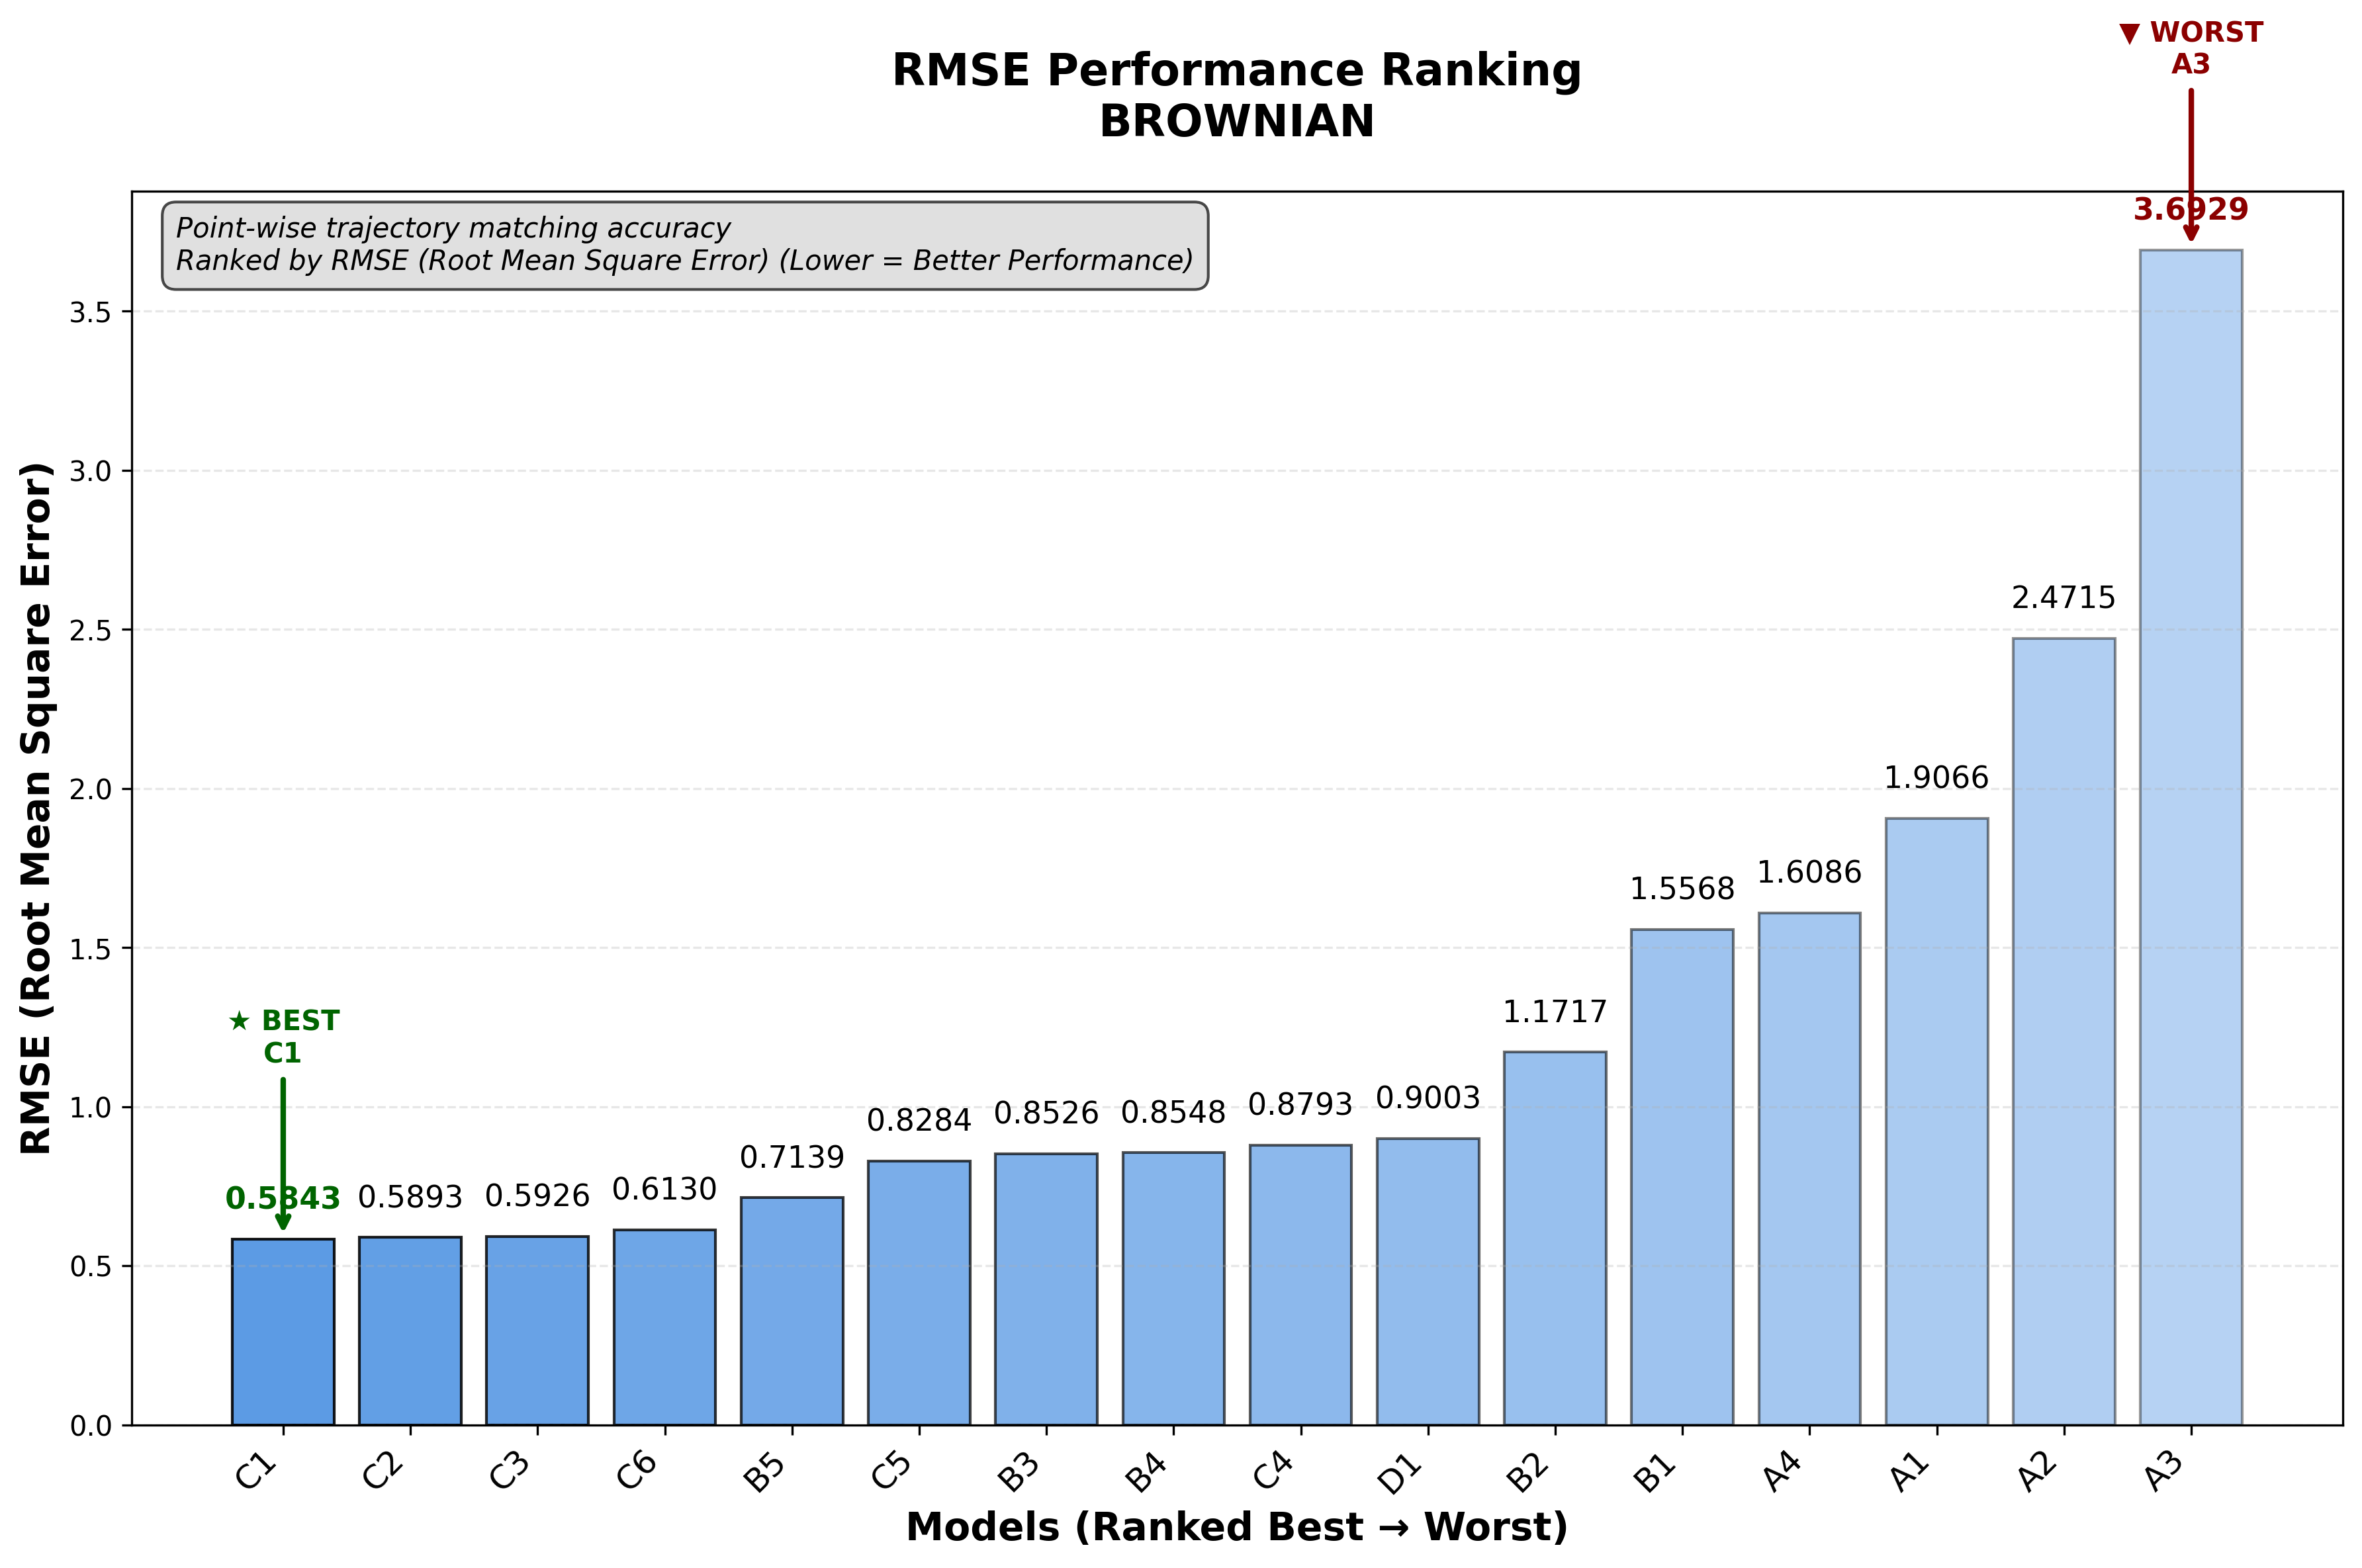 ▼ WORST
A3
RMSE Performance Ranking
BROWNIAN
3.6929
Point-wise trajectory matching accuracy
Ranked by RMSE (Root Mean Square Error) (Lower = Better Performance)
RMSE (Root Mean Square Error)
3.5
3.0
2.5
2.0
1.5
1.0
0.5
0.0
★ BEST
C1
0.5843
0.5893
0.5926
0.6130
0.7139
0.8284
0.8526
0.8548
0.8793
0.9003
1.1717
1.5568
1.6086
1.9066
2.4715
C1
C2
C3
C6
B5
C5
B3
B4
C4
D1
B2
B1
A4
A1
A2
A3
Models (Ranked Best → Worst)